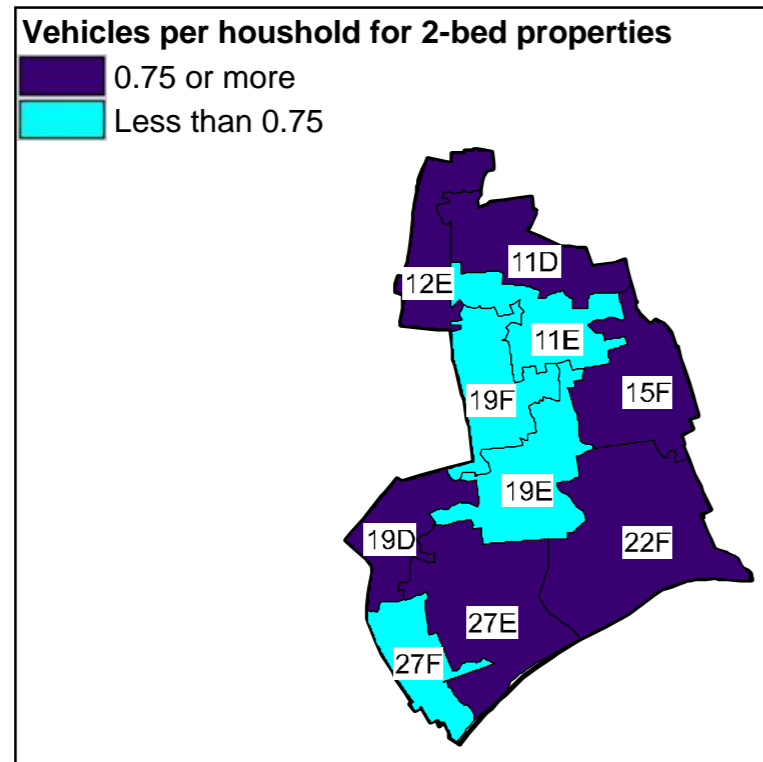 Vehicles per houshold for 2-bed properties
0.75 or more
Less than 0.75
11D
12E
11E
15F
19F
19E
19D
22F
27E
27F